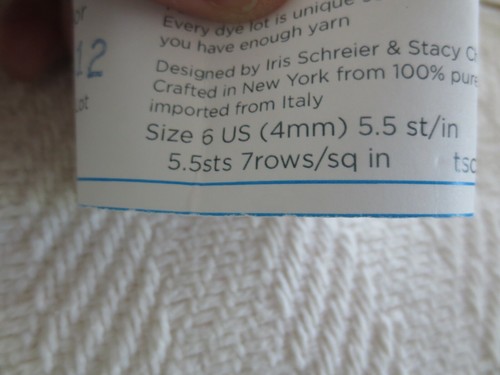 Every dye lot is unique
you have enough yarn
12
Designed by Iris Schreier & Stacy
Crafted in New York from 100% pure
imported from Italy
Size 6 US (4mm) 5.5 st/in
5.5sts 7rows/sq in